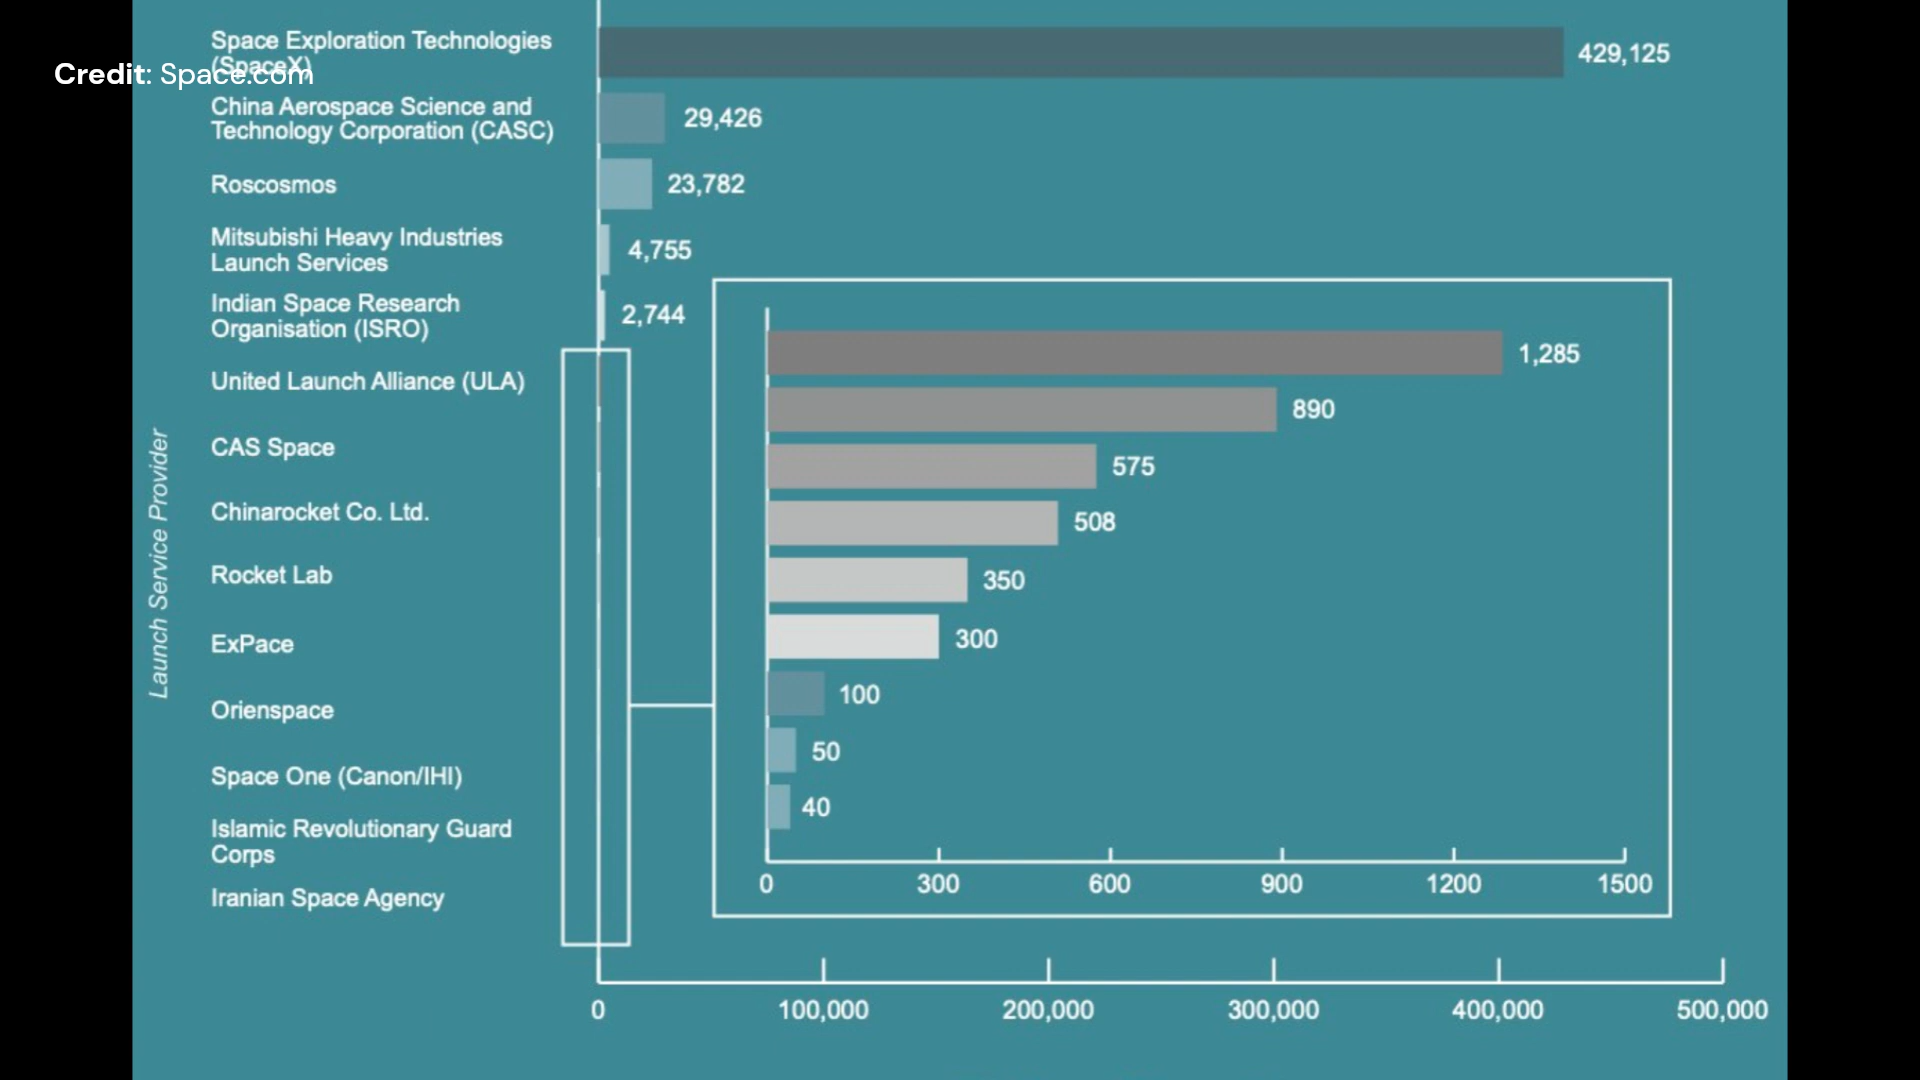 Space Exploration Technologies
(SpaceX)
429,125
Credit: Space.com
China Aerospace Science and
Technology Corporation (CASC)
29,426
Roscosmos
23,782
Mitsubishi Heavy Industries
Launch Services
4,755
Indian Space Research
Organisation (ISRO)
2,744
United Launch Alliance (ULA)
CAS Space
Chinarocket Co. Ltd.
Rocket Lab
ExPace
Orienspace
Space One (Canon/IHI)
Islamic Revolutionary Guard
Corps
Iranian Space Agency
Launch Service Provider
1,285
890
575
508
350
300
100
50
40
0 300 600 900 1200 1500
0 100,000 200,000 300,000 400,000 500,000